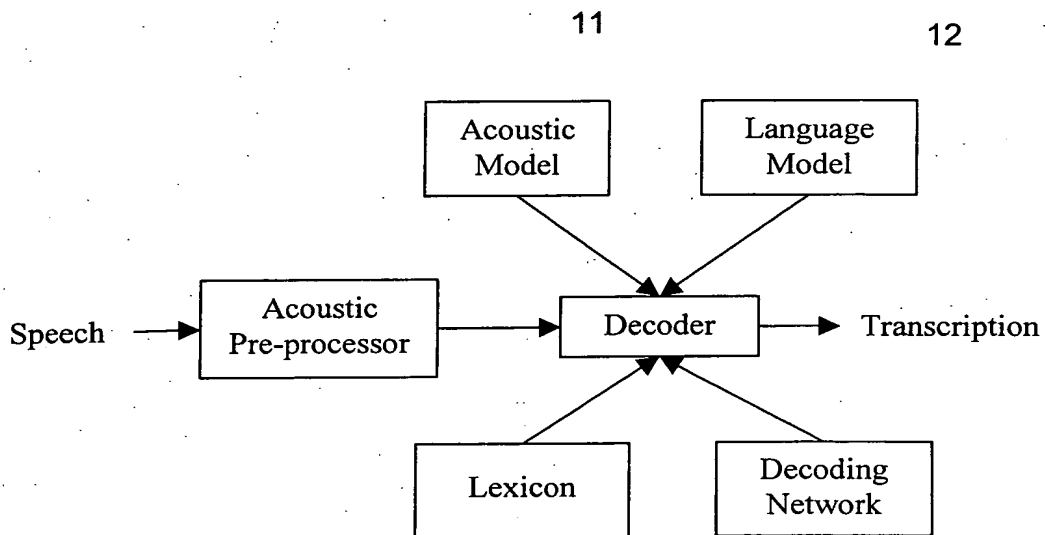 11
12
Acoustic
Model
Language
Model
Speech
Acoustic
Pre-processor
Decoder
Transcription
Lexicon
Decoding
Network